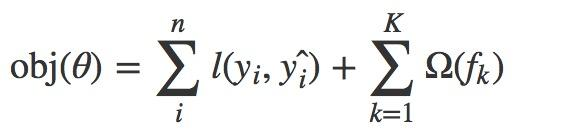 obj(θ) = ∑_{i}^{n} l(y_i, ŷ_i) + ∑_{k=1}^{K} Ω(f_k)